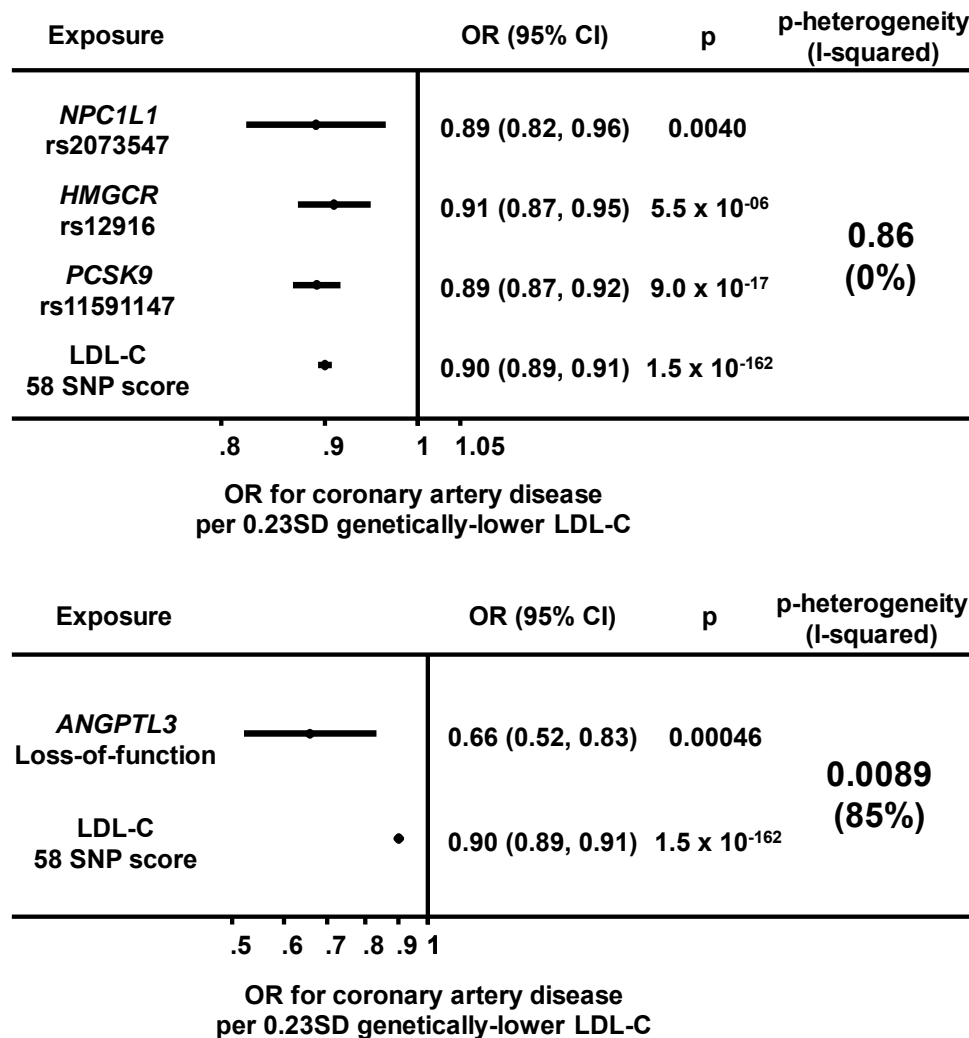 Exposure OR (95% CI) p p-heterogeneity
(I-squared)
NPC1L1
rs2073547
0.89 (0.82, 0.96) 0.0040
HMGCR
rs12916
0.91 (0.87, 0.95) 5.5 x 10⁻⁰⁶
0.86
(0%)
PCSK9
rs11591147
0.89 (0.87, 0.92) 9.0 x 10⁻¹⁷
LDL-C
58 SNP score
0.90 (0.89, 0.91) 1.5 x 10⁻¹⁶²
.8 .9 1 1.05
OR for coronary artery disease
per 0.23SD genetically-lower LDL-C
Exposure OR (95% CI) p p-heterogeneity
(I-squared)
ANGPTL3
Loss-of-function
0.66 (0.52, 0.83) 0.00046
0.0089
(85%)
LDL-C
58 SNP score
0.90 (0.89, 0.91) 1.5 x 10⁻¹⁶²
.5 .6 .7 .8 .9 1
OR for coronary artery disease
per 0.23SD genetically-lower LDL-C